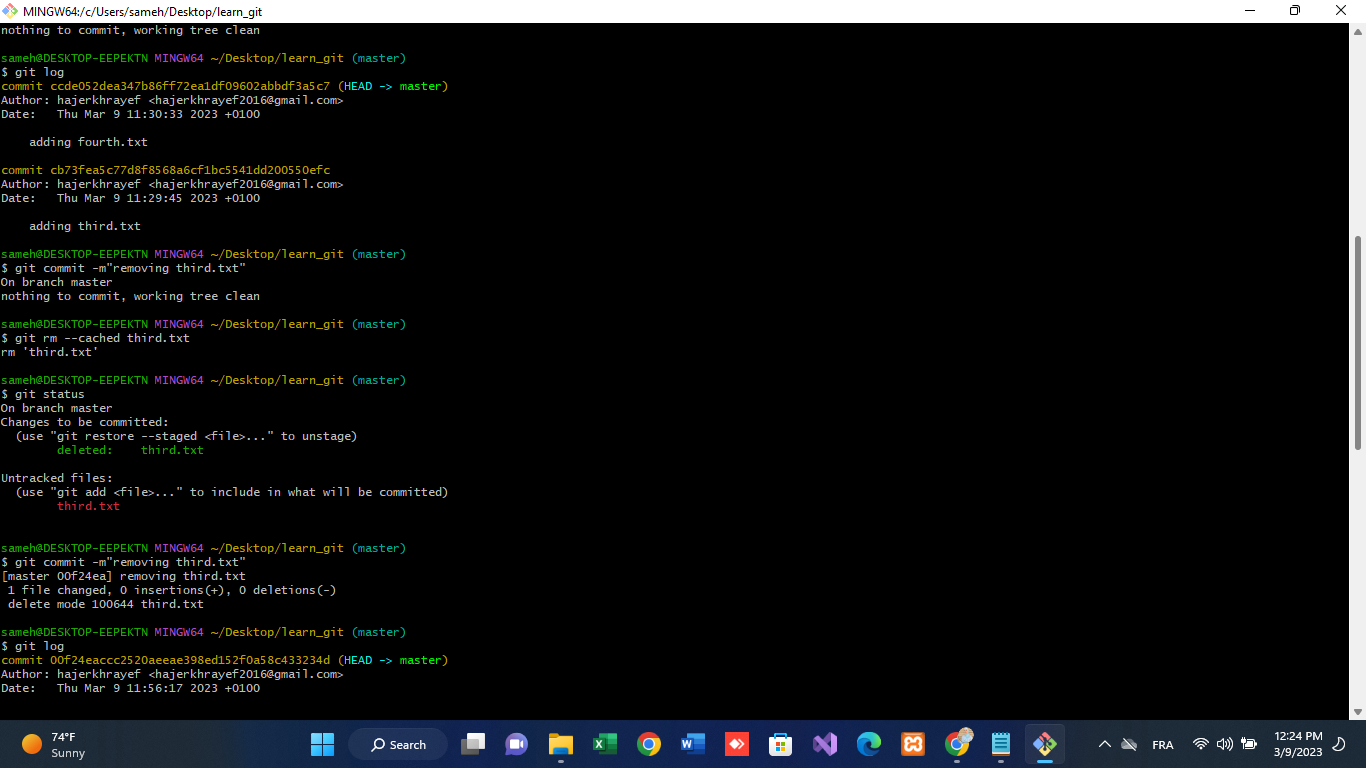 MINGW64:/c/Users/sameh/Desktop/learn_git
nothing to commit, working tree clean
sameh@DESKTOP-EEPEKTN MINGW64 ~/Desktop/learn_git (master)
$ git log
commit ccde052dea347b86ff72ea1df09602abbdf3a5c7 (HEAD -> master)
Author: hajerkhrayef <hajerkhrayef2016@gmail.com>
Date:   Thu Mar 9 11:30:33 2023 +0100
    adding fourth.txt
commit cb73fea5c77d8f8568a6cf1bc5541dd200550efc
Author: hajerkhrayef <hajerkhrayef2016@gmail.com>
Date:   Thu Mar 9 11:29:45 2023 +0100
    adding third.txt
sameh@DESKTOP-EEPEKTN MINGW64 ~/Desktop/learn_git (master)
$ git commit -m"removing third.txt"
On branch master
nothing to commit, working tree clean
sameh@DESKTOP-EEPEKTN MINGW64 ~/Desktop/learn_git (master)
$ git rm --cached third.txt
rm 'third.txt'
sameh@DESKTOP-EEPEKTN MINGW64 ~/Desktop/learn_git (master)
$ git status
On branch master
Changes to be committed:
  (use "git restore --staged <file>..." to unstage)
        deleted:    third.txt
Untracked files:
  (use "git add <file>..." to include in what will be committed)
        third.txt
sameh@DESKTOP-EEPEKTN MINGW64 ~/Desktop/learn_git (master)
$ git commit -m"removing third.txt"
[master 00f24ea] removing third.txt
 1 file changed, 0 insertions(+), 0 deletions(-)
 delete mode 100644 third.txt
sameh@DESKTOP-EEPEKTN MINGW64 ~/Desktop/learn_git (master)
$ git log
commit 00f24eaccc2520aeeae398ed152f0a58c433234d (HEAD -> master)
Author: hajerkhrayef <hajerkhrayef2016@gmail.com>
Date:   Thu Mar 9 11:56:17 2023 +0100
74°F
Sunny
Search
FRA
12:24 PM
3/9/2023